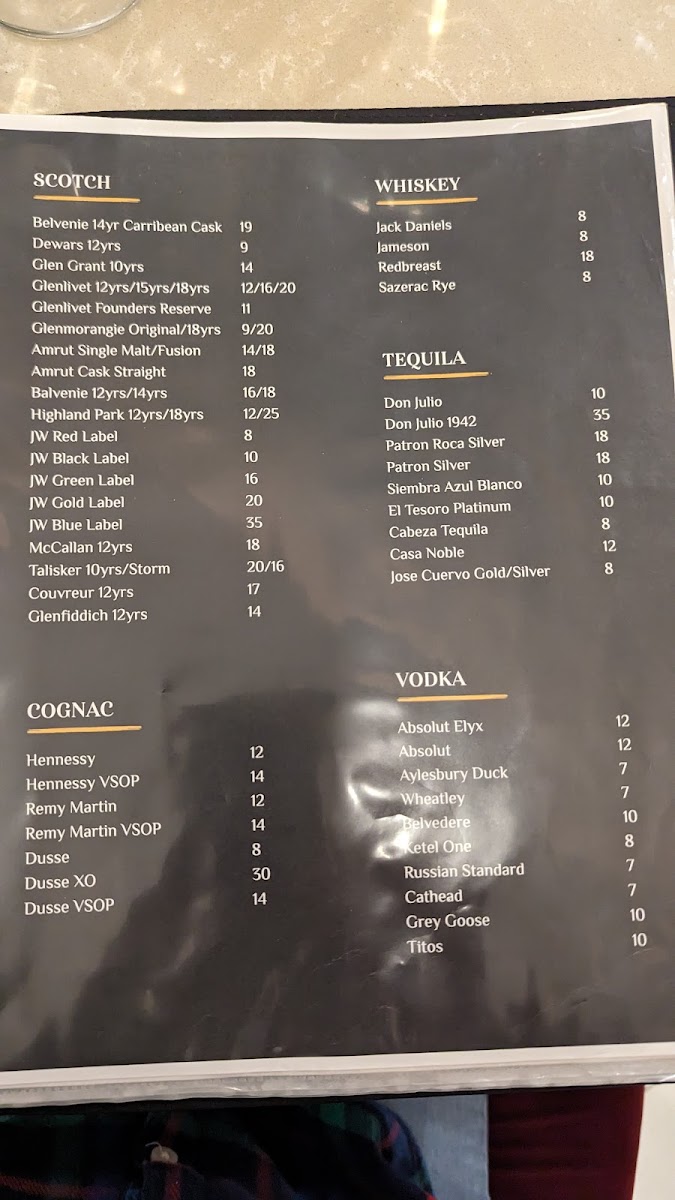 SCOTCH
Belvenie 14yr Carribean Cask 19
Dewars 12yrs 9
Glen Grant 10yrs 14
Glenlivet 12yrs/15yrs/18yrs 12/16/20
Glenlivet Founders Reserve 11
Glenmorangie Original/18yrs 9/20
Amrut Single Malt/Fusion 14/18
Amrut Cask Straight 18
Balvenie 12yrs/14yrs 16/18
Highland Park 12yrs/18yrs 12/25
JW Red Label 8
JW Black Label 10
JW Green Label 16
JW Gold Label 20
JW Blue Label 35
McCallan 12yrs 18
Talisker 10yrs/Storm 20/16
Couvreur 12yrs 17
Glenfiddich 12yrs 14
COGNAC
Hennessy 12
Hennessy VSOP 14
Remy Martin 12
Remy Martin VSOP 14
Dusse 8
Dusse XO 30
Dusse VSOP 14
WHISKEY
Jack Daniels 8
Jameson 8
Redbreast 18
Sazerac Rye 8
TEQUILA
Don Julio 10
Don Julio 1942 35
Patron Roca Silver 18
Patron Silver 18
Siembra Azul Blanco 10
El Tesoro Platinum 10
Cabeza Tequila 8
Casa Noble 12
Jose Cuervo Gold/Silver 8
VODKA
Absolut Elyx 12
Absolut 12
Aylesbury Duck 7
Wheatley 7
Belvedere 10
Ketel One 8
Russian Standard 7
Cathead 7
Grey Goose 10
Titos 10